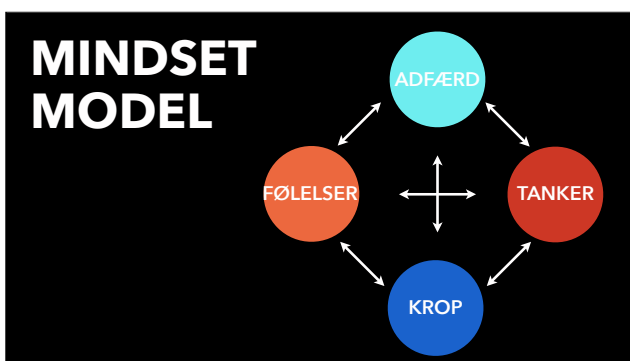 MINDSET
MODEL
ADFÆRD
FØLELSER
TANKER
KROP